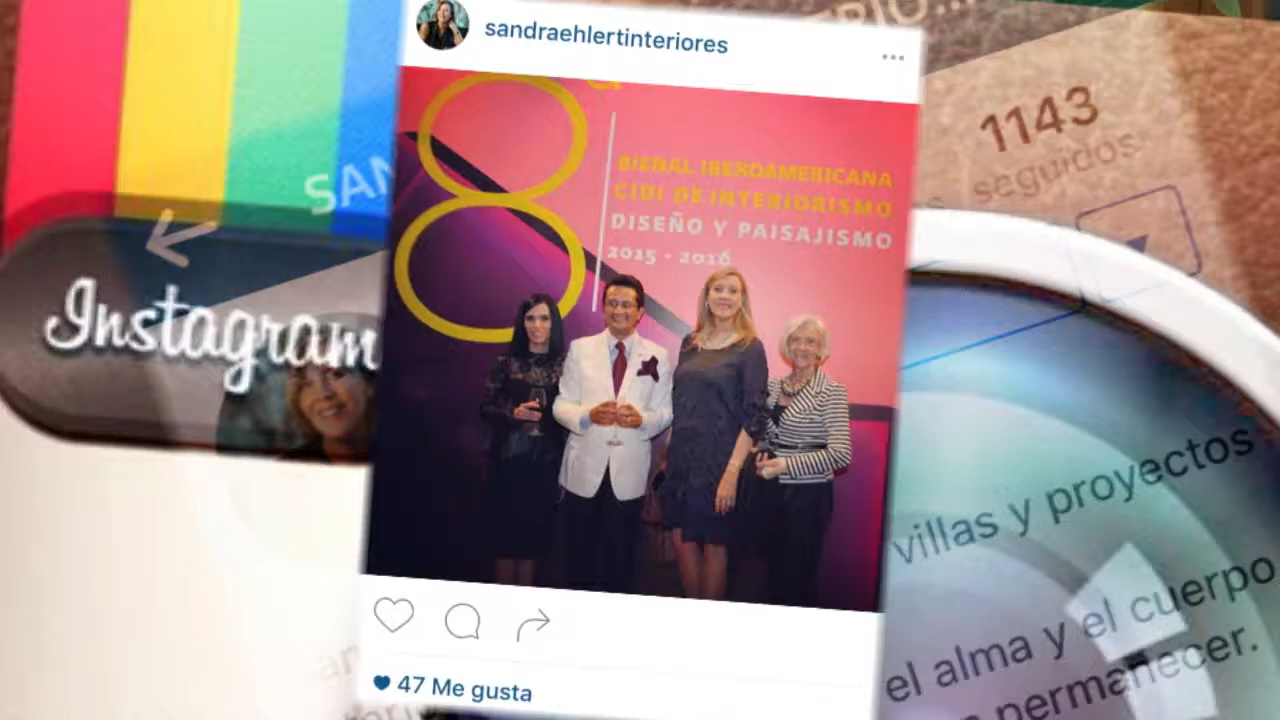 sandraehlertinteriores
1143
seguidos
SAN
Instagram
8
BIENAL IBEROAMERICANA
CIDI DE INTERIORISMO
DISEÑO Y PAISAJISMO
2015 - 2016
villas y proyectos
el alma y el cuerpo
permanecer.
47 Me gusta